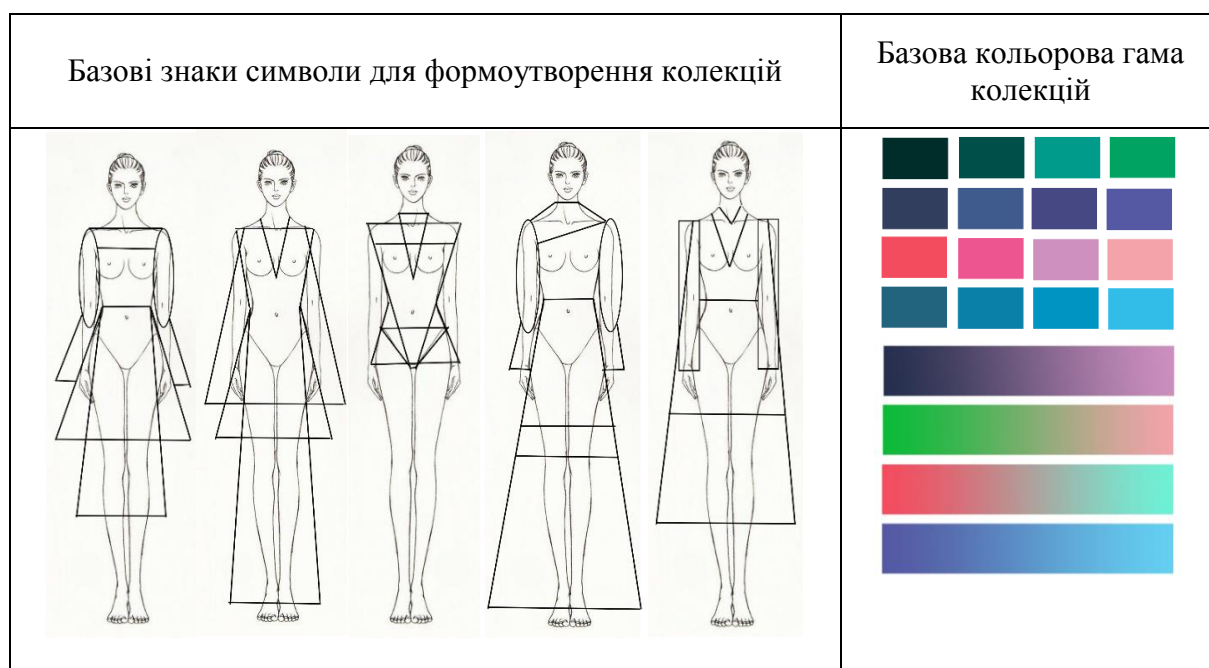 Базові знаки символи для формоутворення колекцій
Базова кольорова гама
колекцій